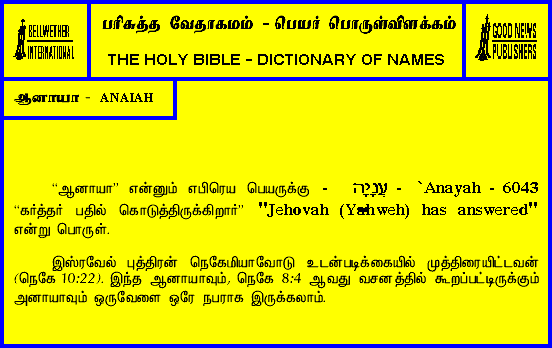 BELLWETHER
INTERNATIONAL
பரிசுத்த வேதாகமம் - பெயர் பொருள்விளக்கம்
THE HOLY BIBLE - DICTIONARY OF NAMES
GOOD NEWS
PUBLISHERS
ஆனாயா - ANAIAH
“ஆனாயா” என்னும் எபிரெய பெயருக்கு - עֲנָיָה - `Anayah - 6043
“கர்த்தர் பதில் கொடுத்திருக்கிறார்” "Jehovah (Yahweh) has answered"
என்று பொருள்.
இஸ்ரவேல் புத்திரன் நெகேமியாவோடு உடன்படிக்கையில் முத்திரையிட்டவன்
(நெகே 10:22). இந்த ஆனாயாவும், நெகே 8:4 ஆவது வசனத்தில் கூறப்பட்டிருக்கும்
அனாயாவும் ஒருவேளை ஒரே நபராக இருக்கலாம்.